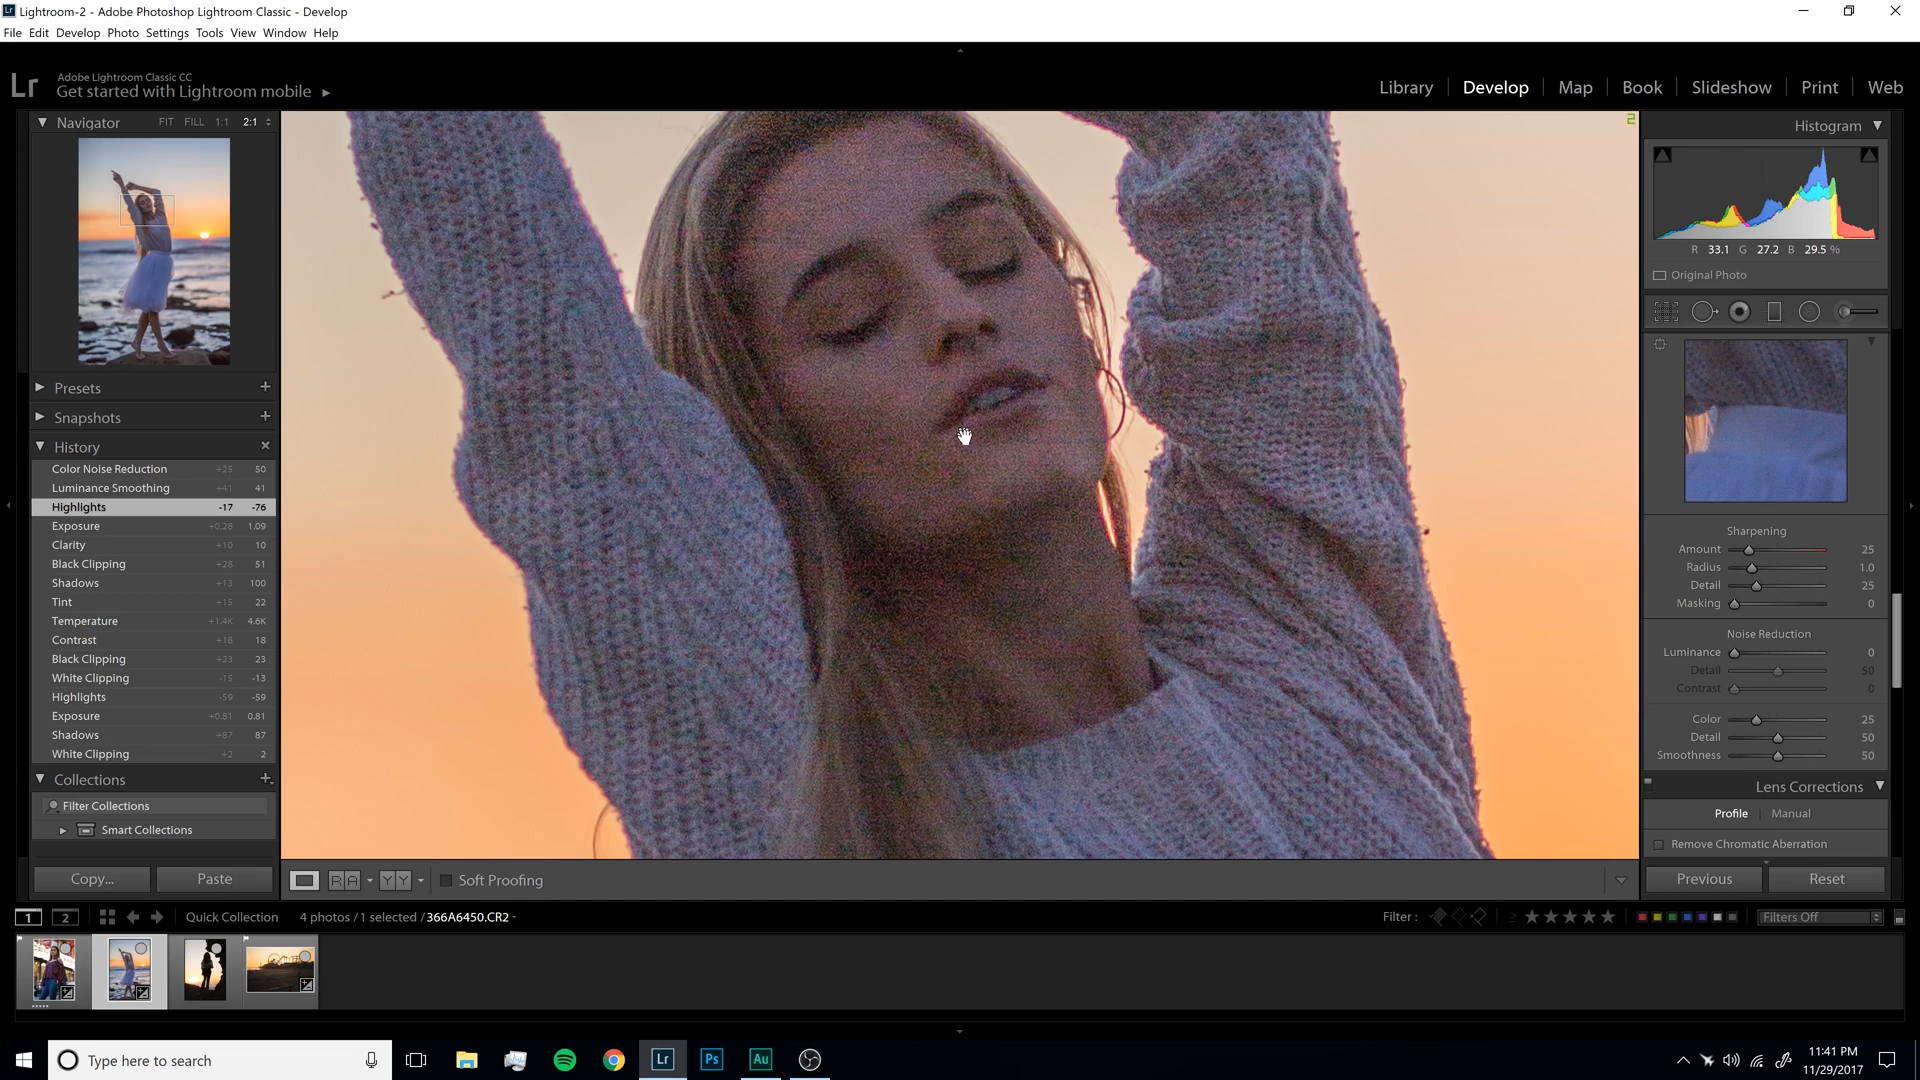 Lightroom-2 - Adobe Photoshop Lightroom Classic - Develop
File Edit Develop Photo Settings Tools View Window Help
Lr
Adobe Lightroom Classic CC
Get started with Lightroom mobile
Library | Develop | Map | Book | Slideshow | Print | Web
Navigator FIT FILL 1:1 2:1
Presets
Snapshots
History
Color Noise Reduction +25 50
Luminance Smoothing +41 41
Highlights -17 -76
Exposure +0.28 1.09
Clarity +10 10
Black Clipping +28 51
Shadows +13 100
Tint +15 22
Temperature +1.4K 4.6K
Contrast +18 18
Black Clipping +23 23
White Clipping -15 -13
Highlights -59 -59
Exposure +0.81 0.81
Shadows +87 87
White Clipping +2 2
Collections
Filter Collections
Smart Collections
Copy... Paste
2
R A Y Y Soft Proofing
Histogram
R 33.1 G 27.2 B 29.5 %
Original Photo
Sharpening
Amount 25
Radius 1.0
Detail 25
Masking 0
Noise Reduction
Luminance 0
Detail 50
Contrast 0
Color 25
Detail 50
Smoothness 50
Lens Corrections
Profile | Manual
Remove Chromatic Aberration
Previous Reset
1 2 Quick Collection 4 photos / 1 selected / 366A6450.CR2
Filter : Filters Off
Type here to search
Lr Ps Au
11:41 PM
11/29/2017